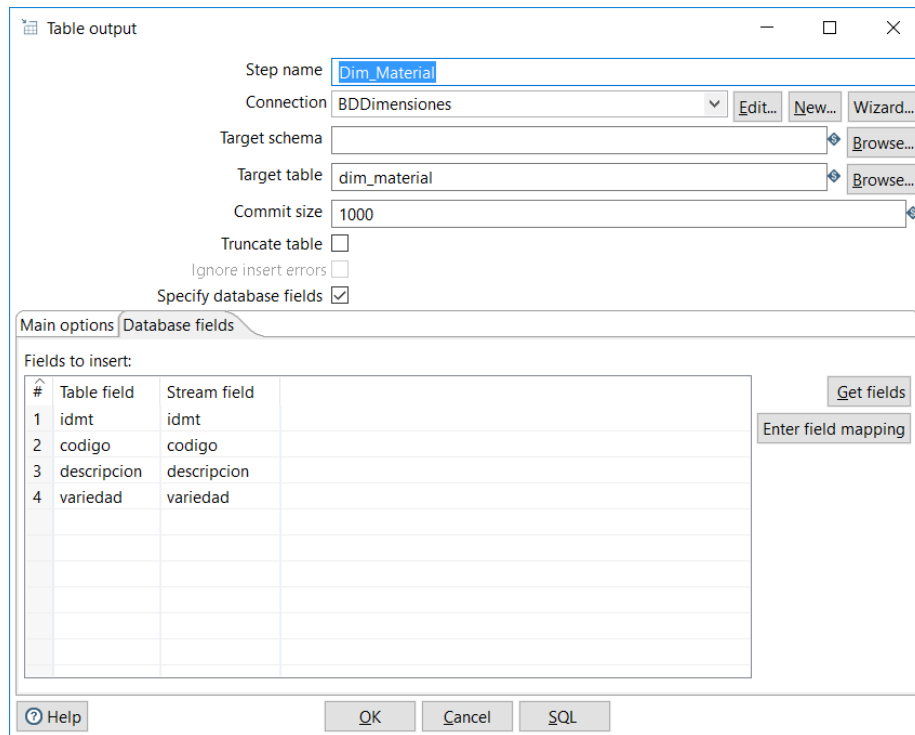 Table output
Step name Dim_Material
Connection BDDimensiones Edit... New... Wizard...
Target schema Browse...
Target table dim_material Browse...
Commit size 1000
Truncate table
Ignore insert errors
Specify database fields
Main options Database fields
Fields to insert:
# Table field Stream field
Get fields
1 idmt idmt
Enter field mapping
2 codigo codigo
3 descripcion descripcion
4 variedad variedad
Help OK Cancel SQL